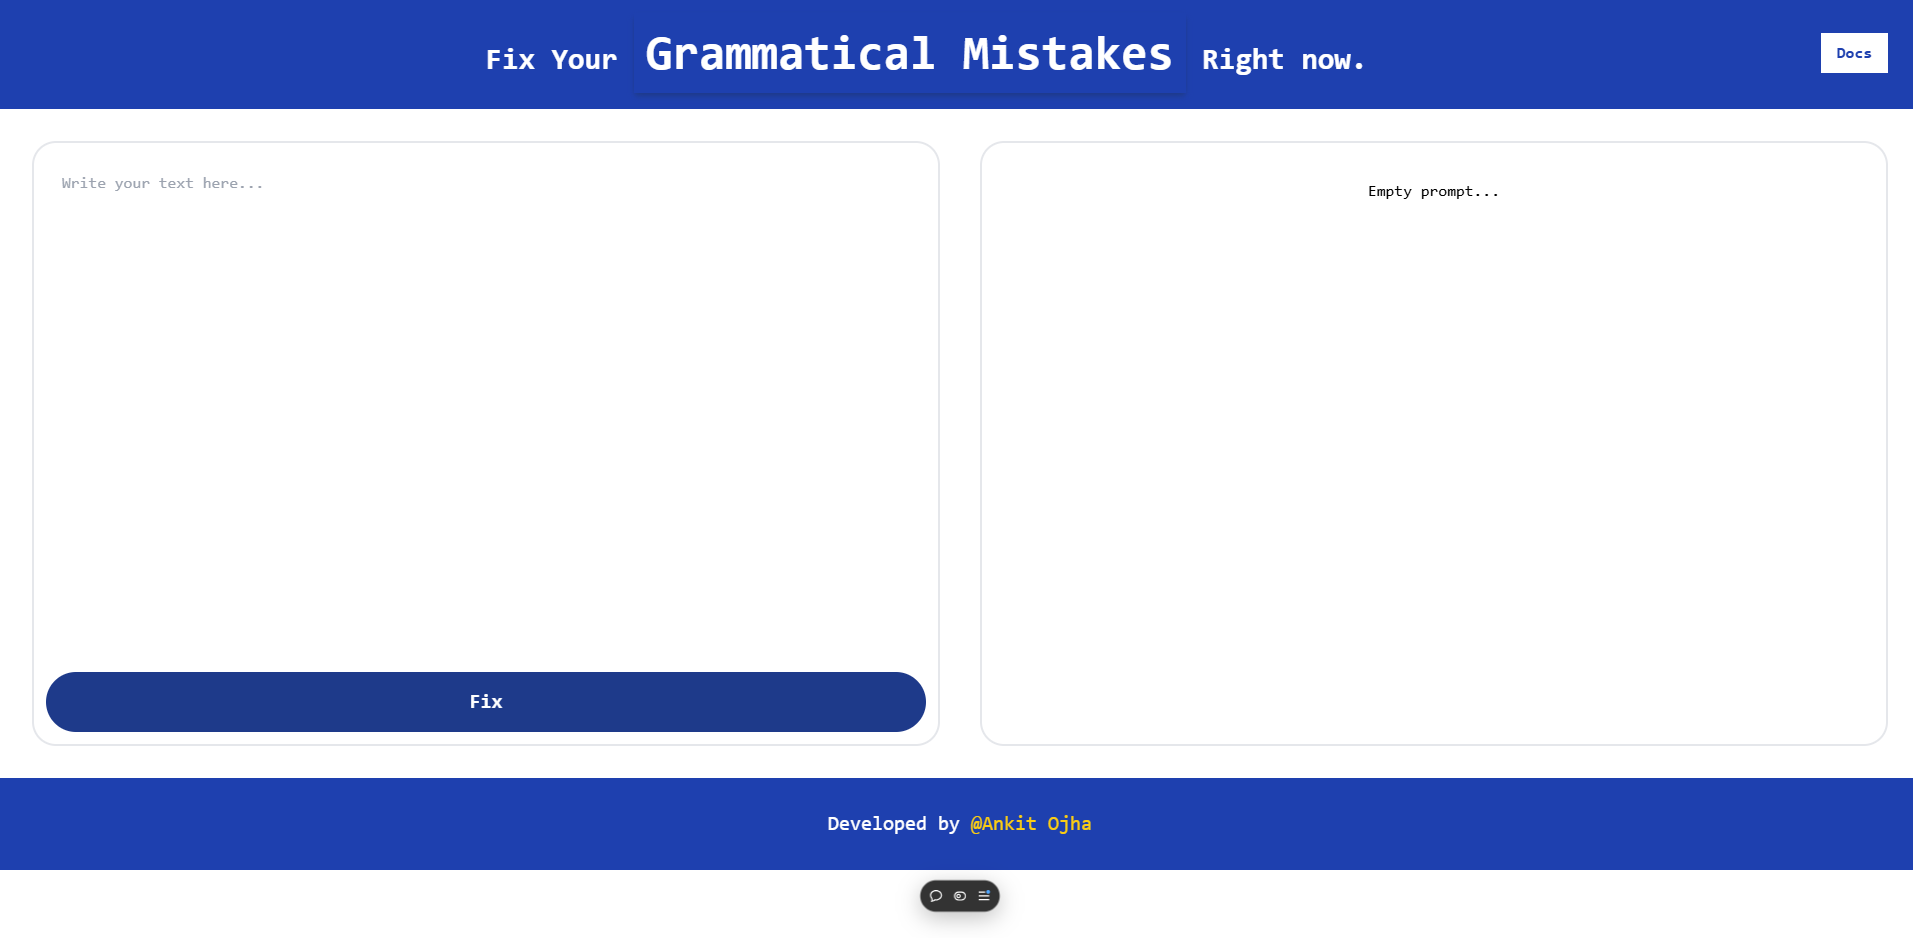 Fix Your Grammatical Mistakes Right now.
Docs
Write your text here...
Empty prompt...
Fix
Developed by @Ankit Ojha